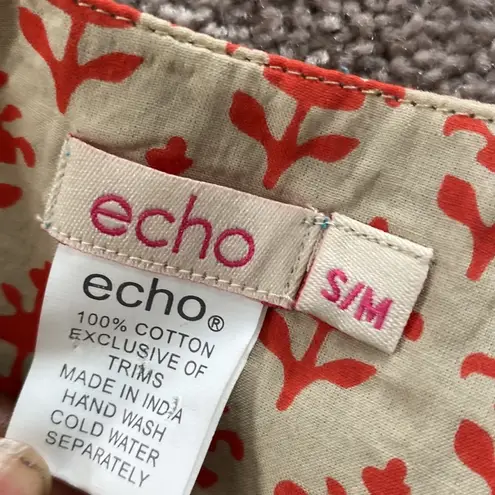 echo
S/M
echo®
100% COTTON
EXCLUSIVE OF
TRIMS
MADE IN INDIA
HAND WASH
COLD WATER
SEPARATELY